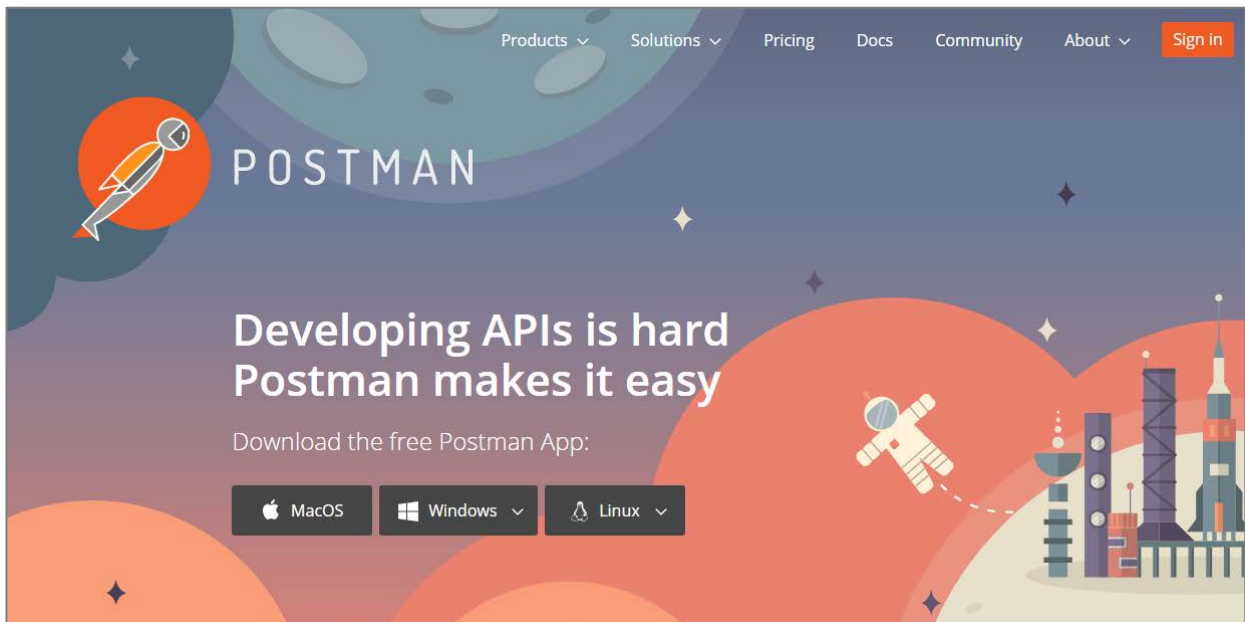 Products Solutions Pricing Docs Community About Sign in
POSTMAN
Developing APIs is hard
Postman makes it easy
Download the free Postman App:
MacOS Windows Linux